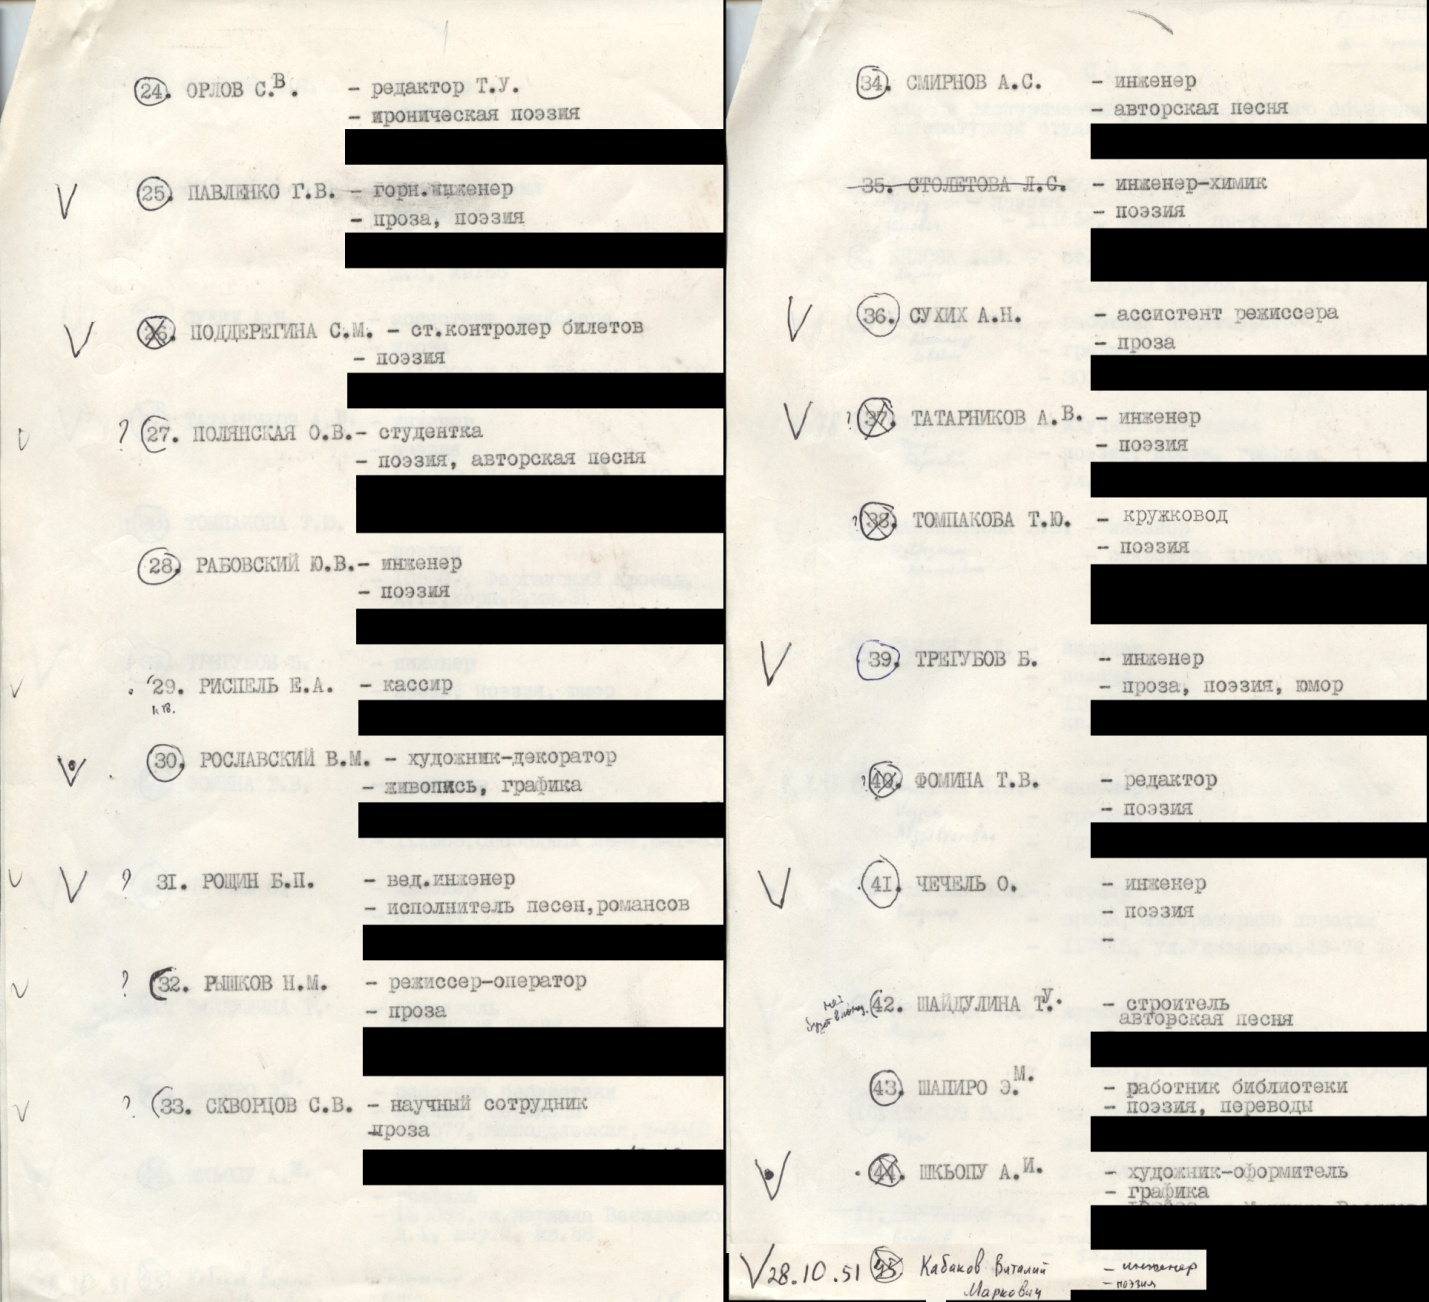 24. ОРЛОВ С.В. - редактор Т.У.
- ироническая поэзия
25. ПАВЛЕНКО Г.В. - горн.инженер
- проза, поэзия
26. ПОДДЕРЕГИНА С.М. - ст.контролер билетов
- поэзия
? 27. ПОЛЯНСКАЯ О.В. - студентка
- поэзия, авторская песня
28. РАБОВСКИЙ Ю.В. - инженер
- поэзия
29. РИСПЕЛЬ Е.А. - кассир
30. РОСЛАВСКИЙ В.М. - художник-декоратор
- живопись, графика
? 31. РОЩИН Б.П. - вед.инженер
- исполнитель песен,романсов
? 32. РЫШКОВ Н.М. - режиссер-оператор
- проза
? 33. СКВОРЦОВ С.В. - научный сотрудник
-проза
34. СМИРНОВ А.С. - инженер
- авторская песня
35. СТОЛЕТОВА Л.С. - инженер-химик
- поэзия
36. СУХИХ А.Н. - ассистент режиссера
- проза
? 37. ТАТАРНИКОВ А.В. - инженер
- поэзия
? 38. ТОМПАКОВА Т.Ю. - кружковод
- поэзия
39. ТРЕГУБОВ Б. - инженер
- проза, поэзия, юмор
? 40. ФОМИНА Т.В. - редактор
- поэзия
41. ЧЕЧЕЛЬ О. - инженер
- поэзия
-
42. ШАЙДУЛИНА Т.У. - строитель
авторская песня
43. ШАПИРО Э.М. - работник библиотеки
- поэзия, переводы
44. ШКЬОПУ А.И. - художник-оформитель
- графика
28.10.51 45 Кабаков Виталий - инженер
Маркович - поэзия